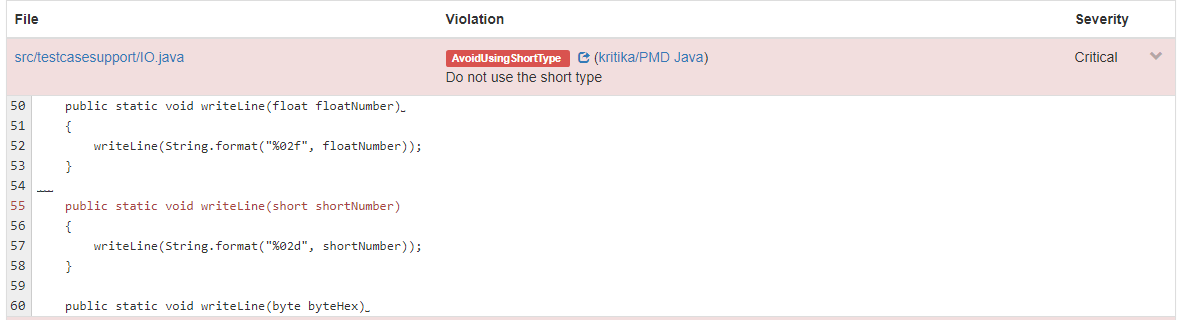 File Violation Severity
src/testcasesupport/IO.java AvoidUsingShortType (kritika/PMD Java) Critical
Do not use the short type
50 public static void writeLine(float floatNumber)
51 {
52 writeLine(String.format("%02f", floatNumber));
53 }
54
55 public static void writeLine(short shortNumber)
56 {
57 writeLine(String.format("%02d", shortNumber));
58 }
59
60 public static void writeLine(byte byteHex)